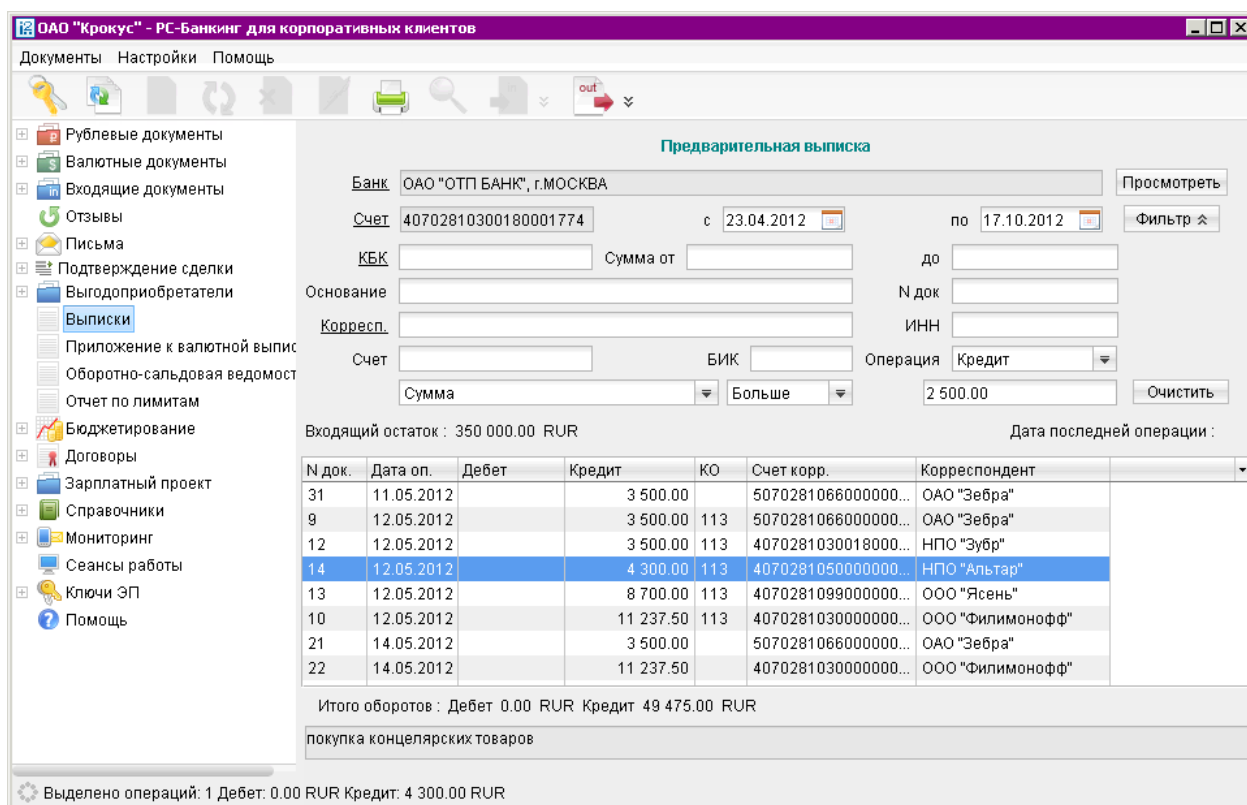 ОАО "Крокус" - РС-Банкинг для корпоративных клиентов
Документы Настройки Помощь
out
Рублевые документы
Валютные документы
Входящие документы
Отзывы
Письма
Подтверждение сделки
Выгодоприобретатели
Выписки
Приложение к валютной выпис
Оборотно-сальдовая ведомост
Отчет по лимитам
Бюджетирование
Договоры
Зарплатный проект
Справочники
Мониторинг
Сеансы работы
Ключи ЭП
Помощь
Предварительная выписка
Банк ОАО "ОТП БАНК", г.МОСКВА Просмотреть
Счет 40702810300180001774 с 23.04.2012 по 17.10.2012 Фильтр
КБК Сумма от до
Основание N док
Корресп. ИНН
Счет БИК Операция Кредит
Сумма Больше 2 500.00 Очистить
Входящий остаток : 350 000.00 RUR Дата последней операции :
N док. Дата оп. Дебет Кредит КО Счет корр. Корреспондент
31 11.05.2012 3 500.00 5070281066000000... ОАО "Зебра"
9 12.05.2012 3 500.00 113 5070281066000000... ОАО "Зебра"
12 12.05.2012 3 500.00 113 4070281030018000... НПО "Зубр"
14 12.05.2012 4 300.00 113 4070281050000000... НПО "Альтар"
13 12.05.2012 8 700.00 113 4070281099000000... ООО "Ясень"
10 12.05.2012 11 237.50 113 4070281030000000... ООО "Филимонофф"
21 14.05.2012 3 500.00 5070281066000000... ОАО "Зебра"
22 14.05.2012 11 237.50 4070281030000000... ООО "Филимонофф"
Итого оборотов : Дебет 0.00 RUR Кредит 49 475.00 RUR
покупка концелярских товаров
Выделено операций: 1 Дебет: 0.00 RUR Кредит: 4 300.00 RUR